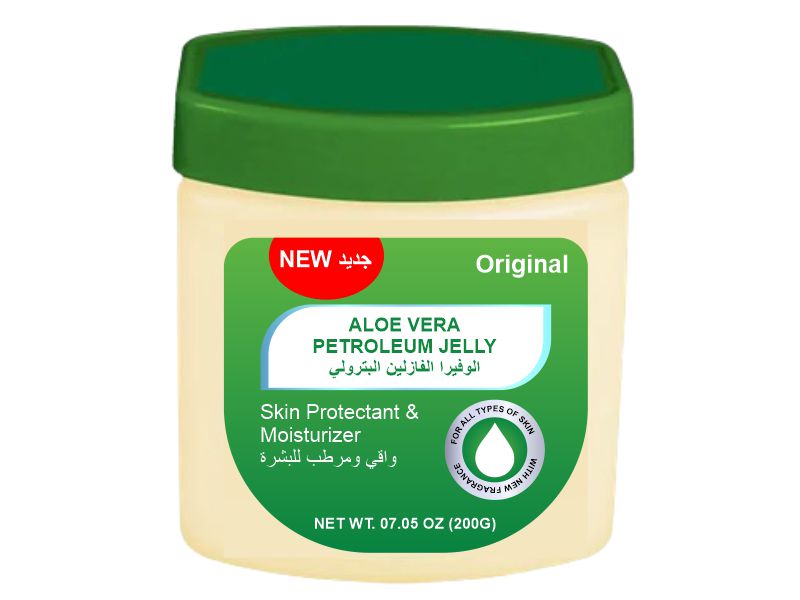 NEW جديد
Original
ALOE VERA
PETROLEUM JELLY
الوفيرا الفازلين البترولي
Skin Protectant &
Moisturizer
واقي ومرطب للبشرة
FOR ALL TYPES OF SKIN
WITH NEW FRAGRANCE
NET WT. 07.05 OZ (200G)